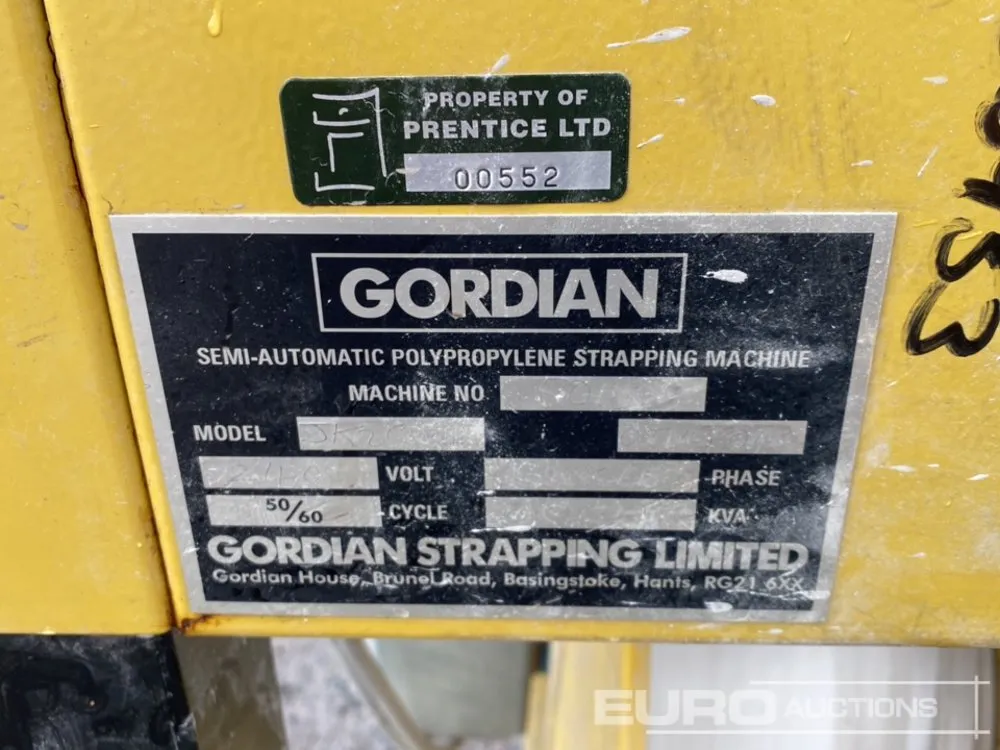 PROPERTY OF
PRENTICE LTD
00552
GORDIAN
SEMI-AUTOMATIC POLYPROPYLENE STRAPPING MACHINE
MACHINE NO
MODEL
VOLT
PHASE
50/60 CYCLE
KVA
GORDIAN STRAPPING LIMITED
Gordian House, Brunel Road, Basingstoke, Hants, RG21 6XX
EURO AUCTIONS